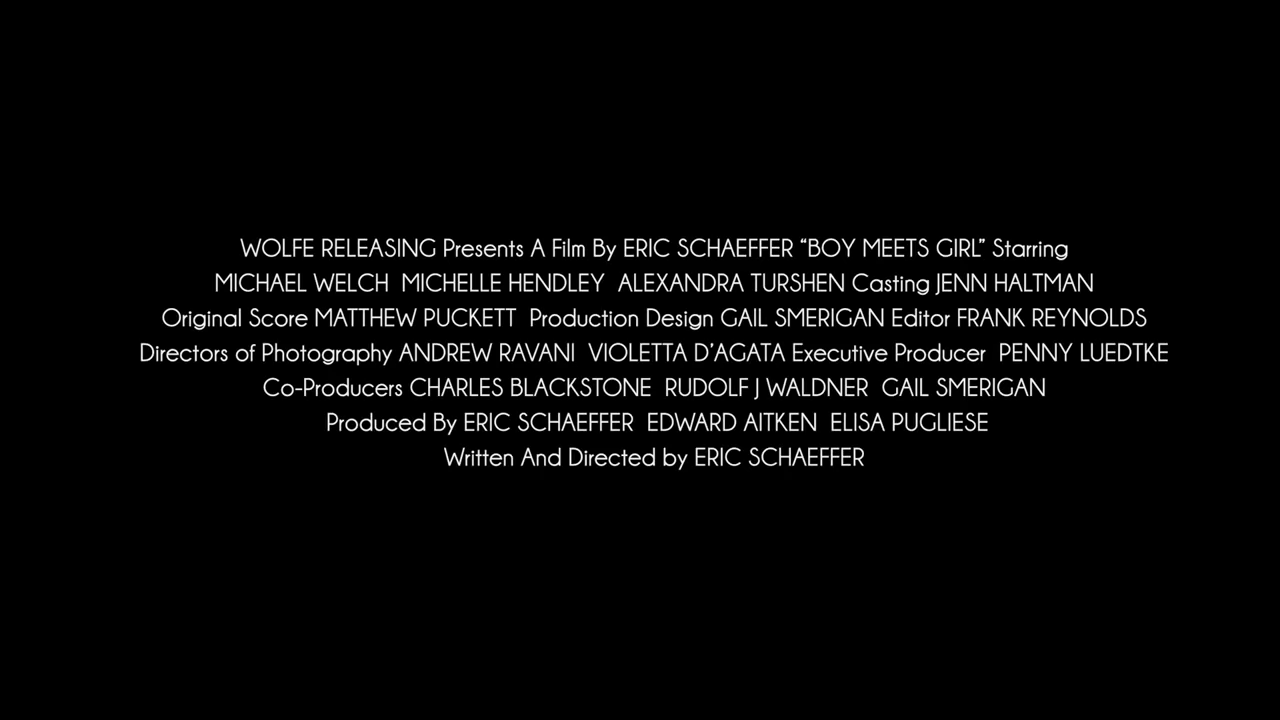 WOLFE RELEASING Presents A Film By ERIC SCHAEFFER “BOY MEETS GIRL” Starring
MICHAEL WELCH MICHELLE HENDLEY ALEXANDRA TURSHEN Casting JENN HALTMAN
Original Score MATTHEW PUCKETT Production Design GAIL SMERIGAN Editor FRANK REYNOLDS
Directors of Photography ANDREW RAVANI VIOLETTA D’AGATA Executive Producer PENNY LUEDTKE
Co-Producers CHARLES BLACKSTONE RUDOLF J WALDNER GAIL SMERIGAN
Produced By ERIC SCHAEFFER EDWARD AITKEN ELISA PUGLIESE
Written And Directed by ERIC SCHAEFFER